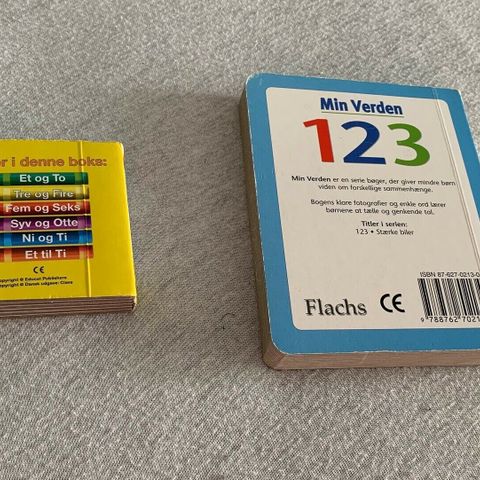 r i denne boks:
Et og To
Tre og Fire
Fem og Seks
Syv og Otte
Ni og Ti
Et til Ti
CE
Copyright © Educat Publishers
Copyright © Dansk udgave:
Min Verden
123
Min Verden er en serie bøger, der giver mindre børn
viden om forskellige sammenhænge.
Bogens klare fotografier og enkle ord lærer
børnene at tælle og genkende tal.
Titler i serien:
123 • Stærke biler
ISBN 87-627-0213-
Flachs CE
9 788762 7021